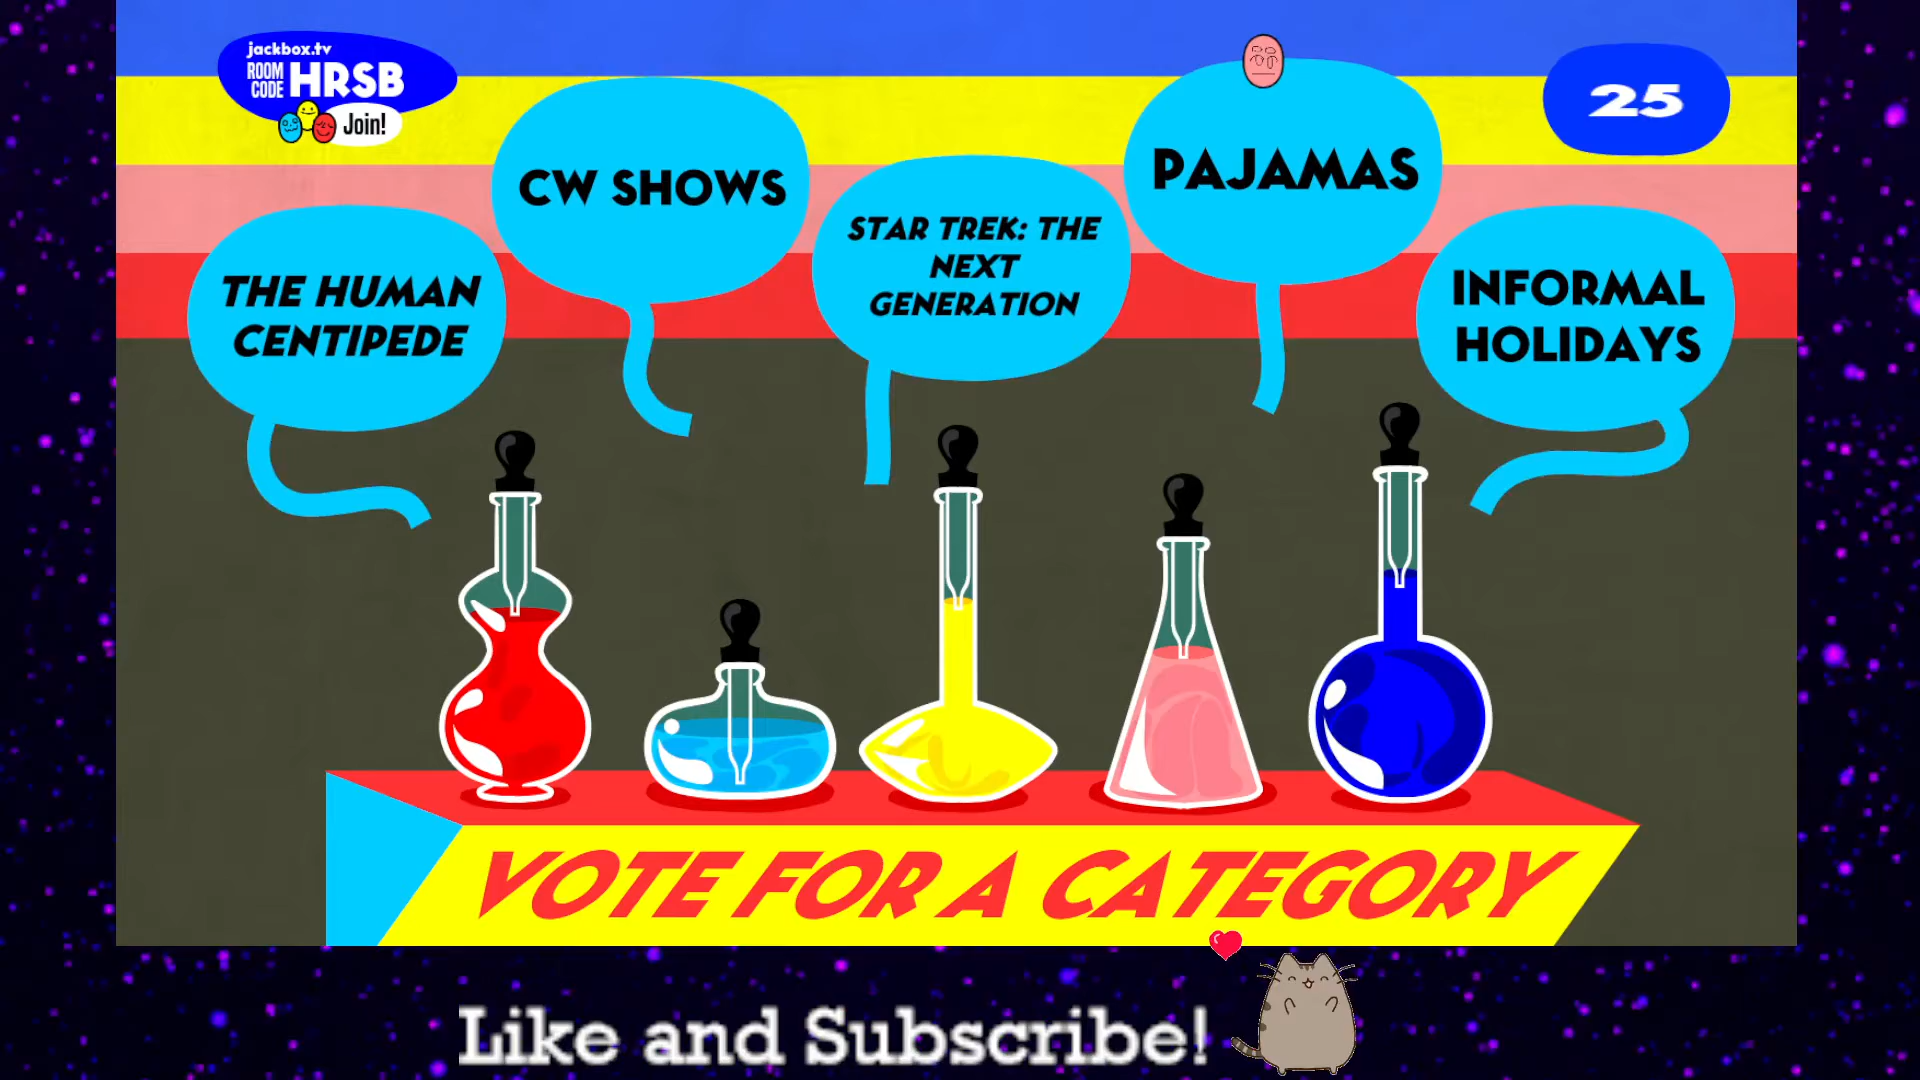 jackbox.tv
ROOM CODE HRSB
Join!
25
CW SHOWS
PAJAMAS
STAR TREK: THE
NEXT
GENERATION
THE HUMAN
CENTIPEDE
INFORMAL
HOLIDAYS
VOTE FOR A CATEGORY
Like and Subscribe!